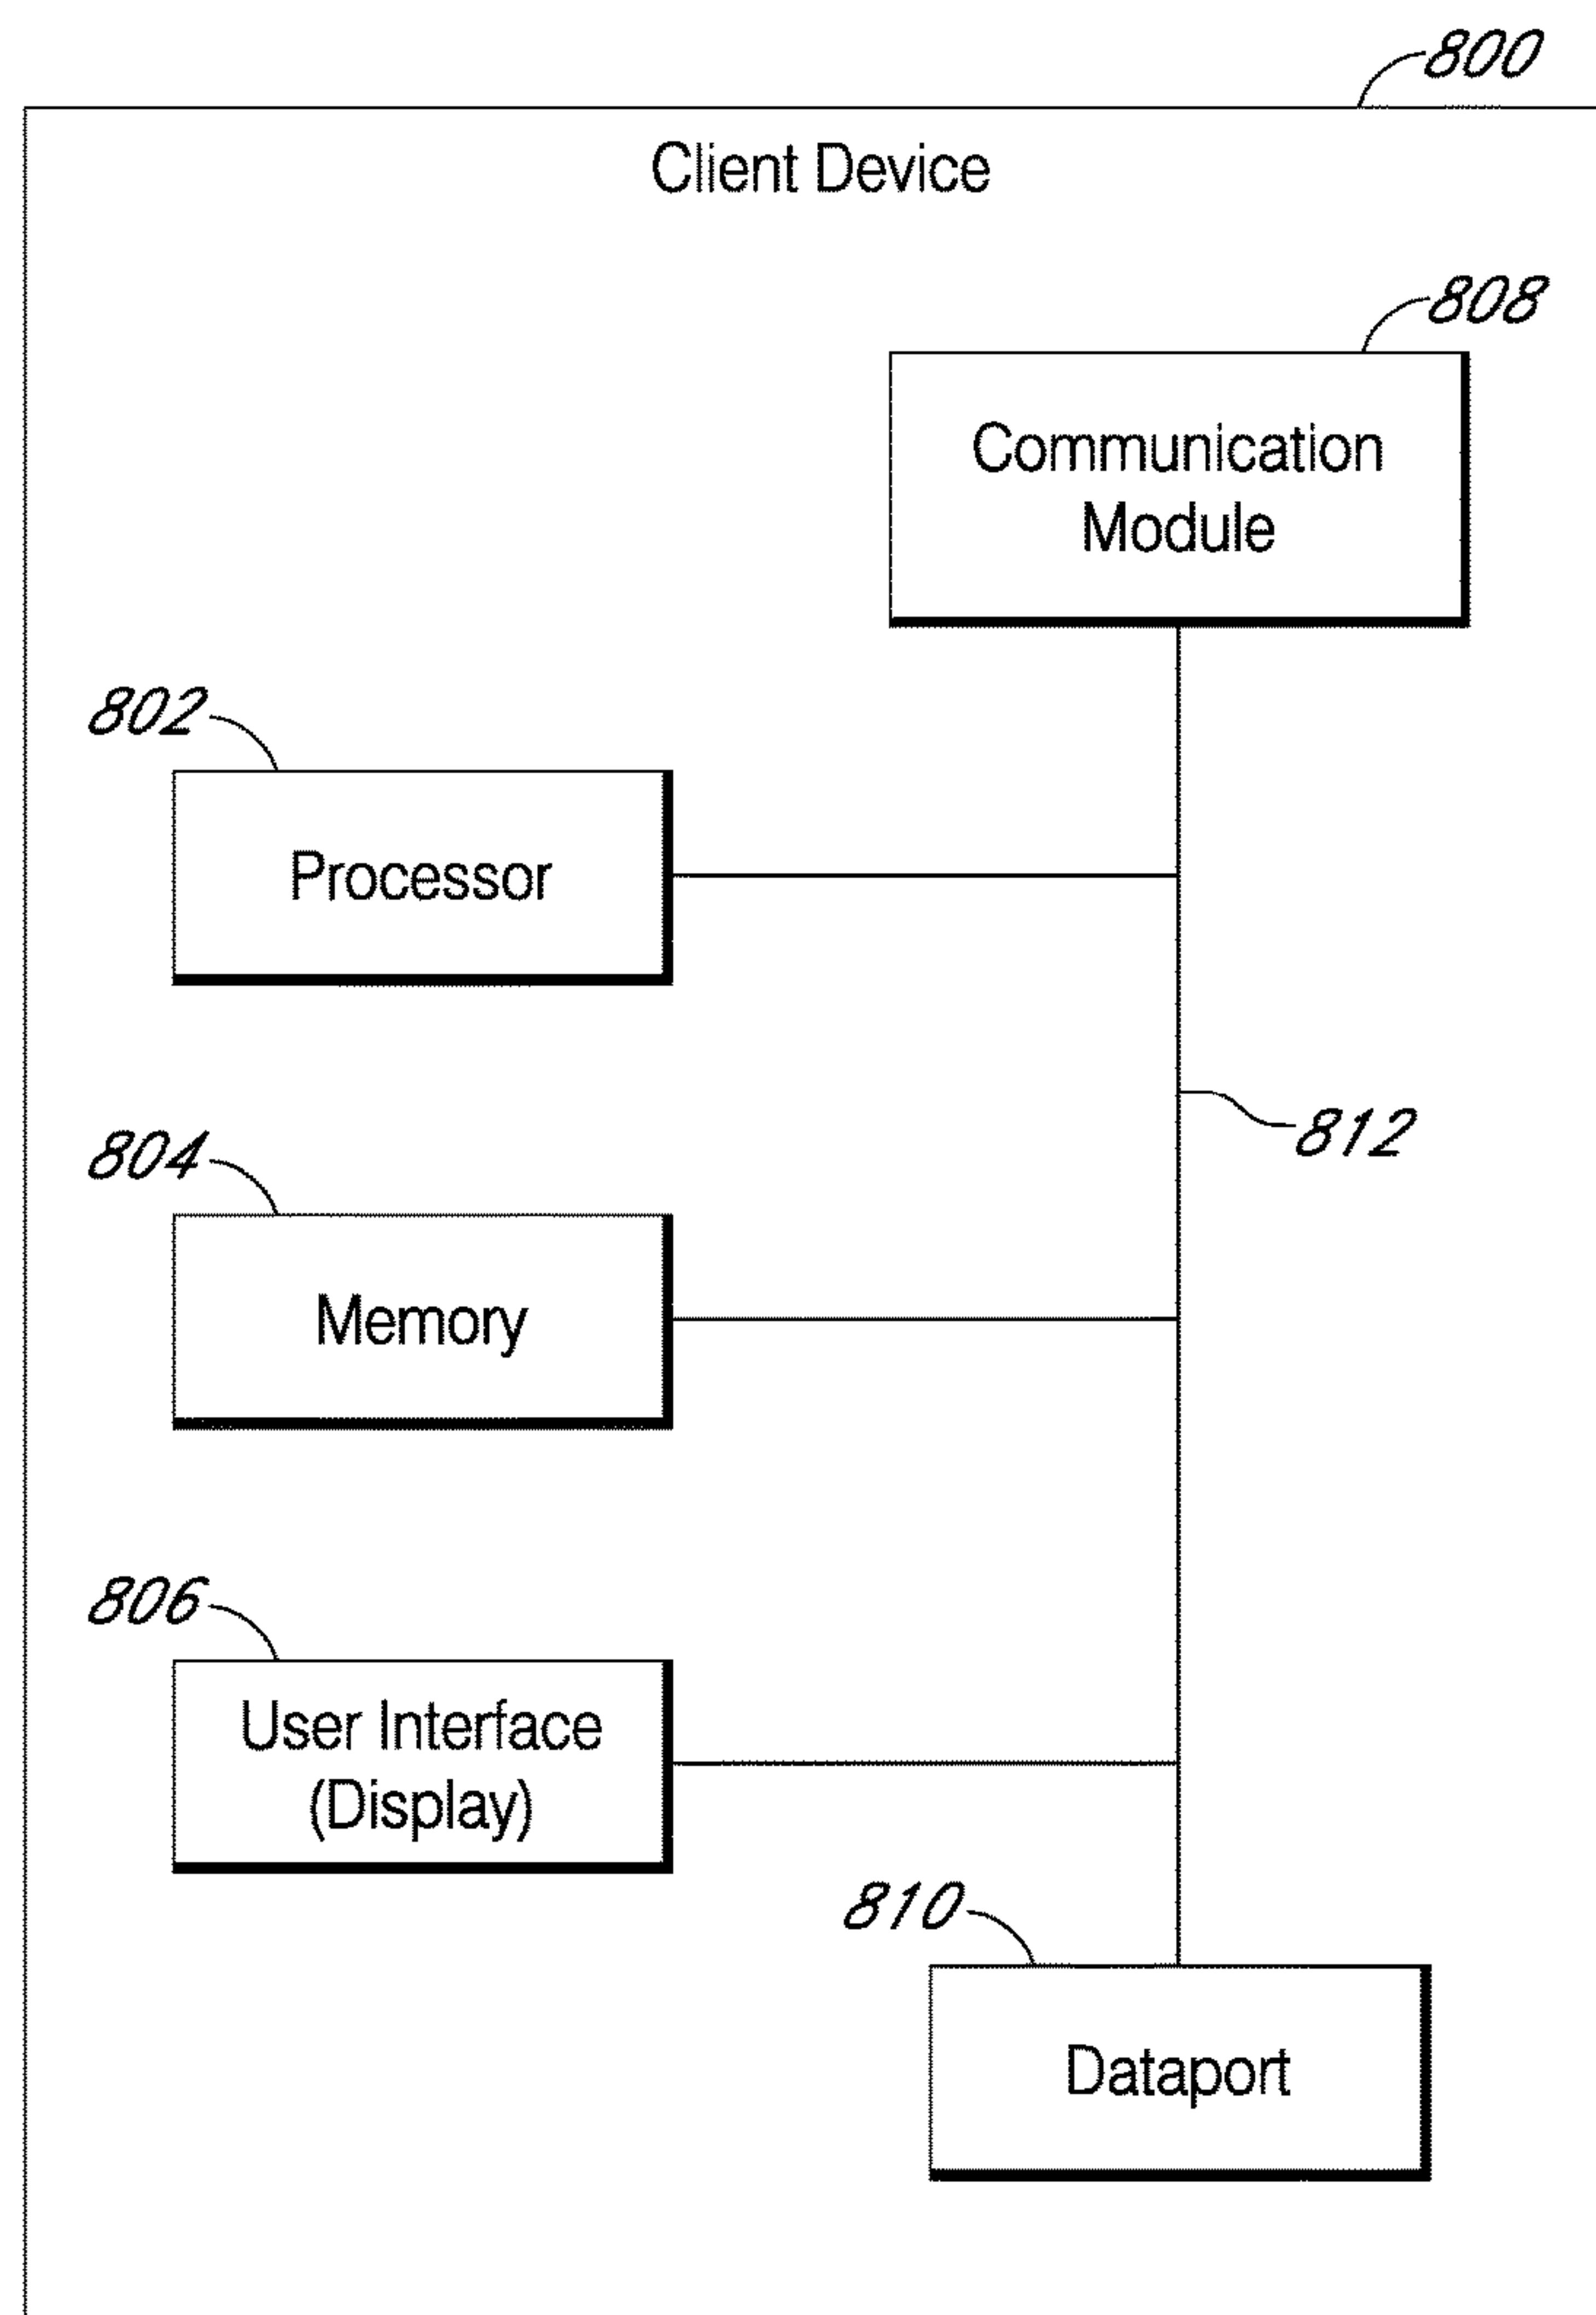 800
Client Device
808
Communication
Module
802
Processor
812
804
Memory
806
User Interface
(Display)
810
Dataport